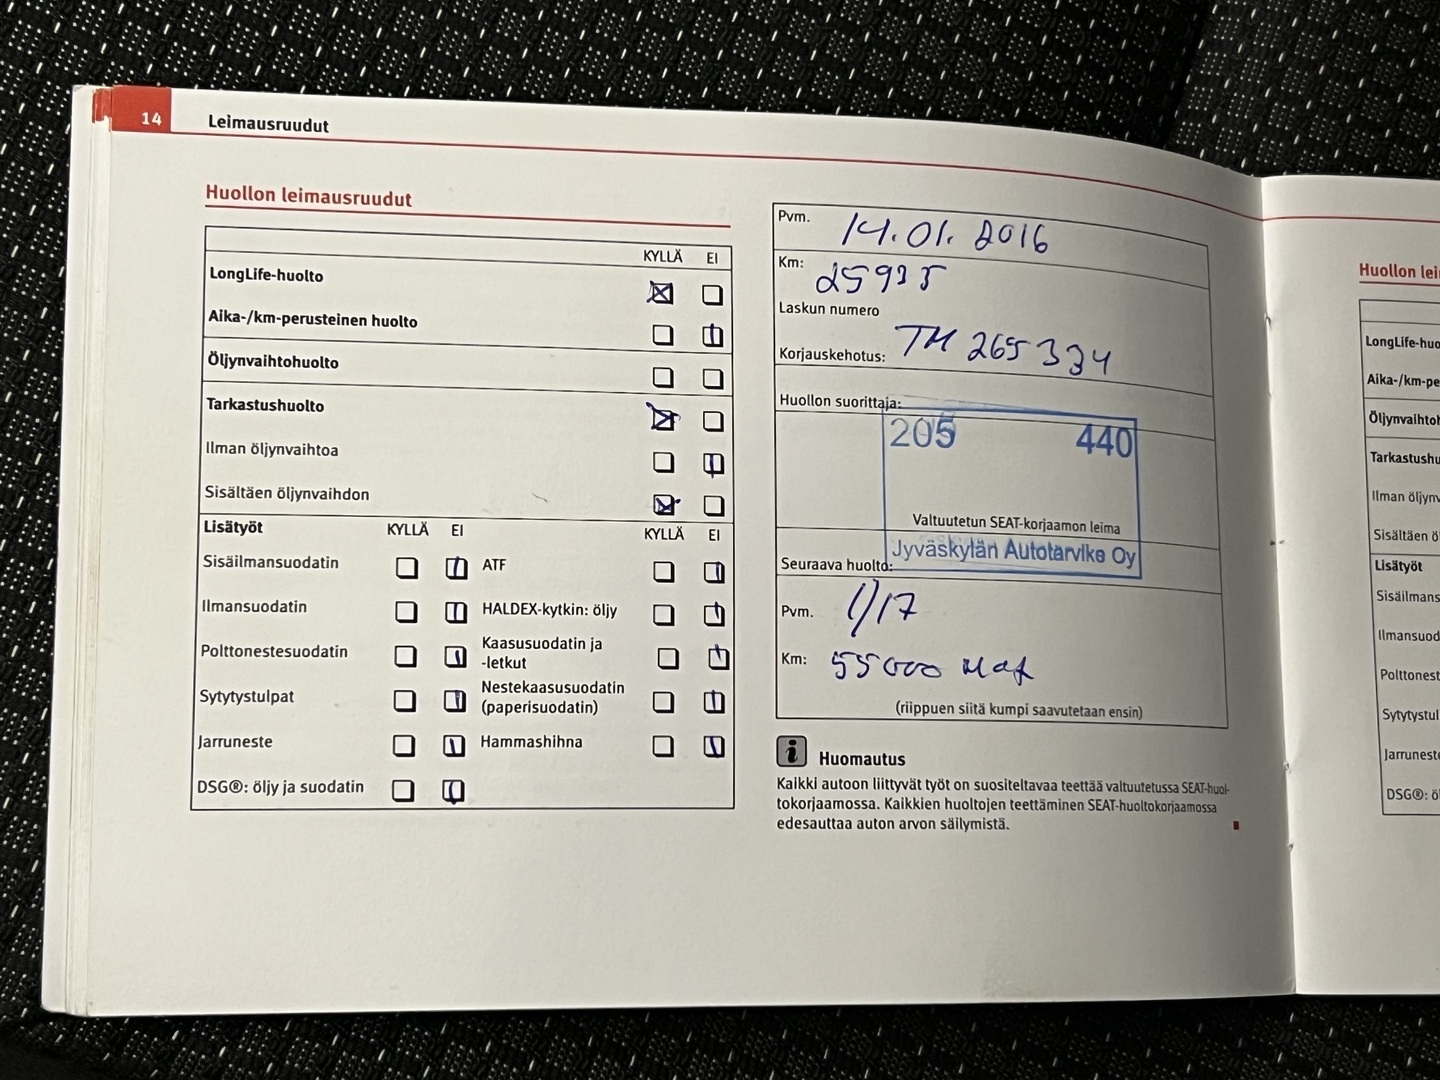 14 Leimausruudut
Huollon leimausruudut
KYLLÄ EI
LongLife-huolto
Aika-/km-perusteinen huolto
Öljynvaihtohuolto
Tarkastushuolto
Ilman öljynvaihtoa
Sisältäen öljynvaihdon
Lisätyöt KYLLÄ EI KYLLÄ EI
Sisäilmansuodatin ATF
Ilmansuodatin HALDEX-kytkin: öljy
Polttonestesuodatin Kaasusuodatin ja
-letkut
Sytytystulpat Nestekaasusuodatin
(paperisuodatin)
Jarruneste Hammashihna
DSG®: öljy ja suodatin
Pvm. 14.01.2016
Km: 25935
Laskun numero
Korjauskehotus: TM 265334
Huollon suorittaja:
205 440
Valtuutetun SEAT-korjaamon leima
Jyväskylän Autotarvike Oy
Seuraava huolto:
Pvm. 1/17
Km: 55000 
(riippuen siitä kumpi saavutetaan ensin)
i Huomautus
Kaikki autoon liittyvät työt on suositeltavaa teettää valtuutetussa SEAT-huol-
tokorjaamossa. Kaikkien huoltojen teettäminen SEAT-huoltokorjaamossa
edesauttaa auton arvon säilymistä.
Huollon lei
LongLife-huo
Aika-/km-pe
Öljynvaihtoh
Tarkastushu
Ilman öljynv
Sisältäen ö
Lisätyöt
Sisäilmans
Ilmansuod
Polttonest
Sytytystul
Jarrunest
DSG®: ö